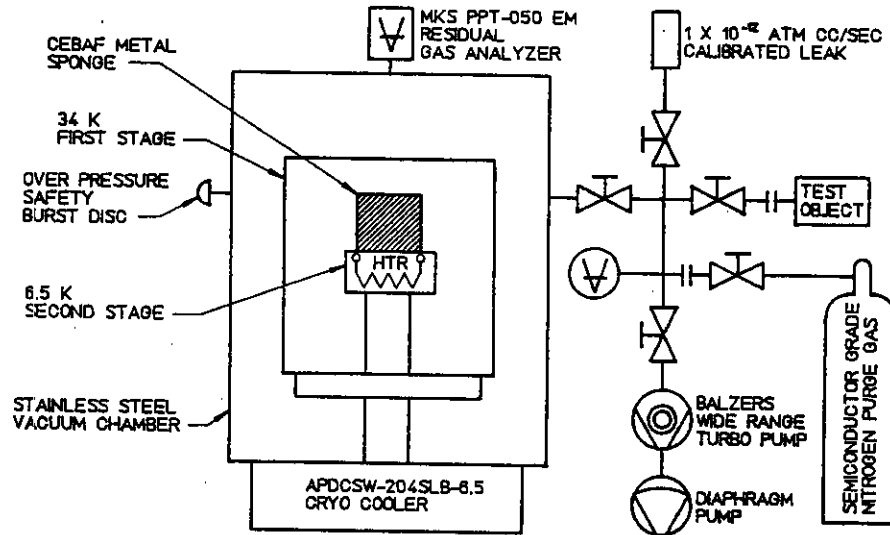 MKS PPT-050 EM
RESIDUAL
GAS ANALYZER
1 X 10⁻¹² ATM CC/SEC
CALIBRATED LEAK
CEBAF METAL
SPONGE
34 K
FIRST STAGE
OVER PRESSURE
SAFETY
BURST DISC
HTR
6.5 K
SECOND STAGE
STAINLESS STEEL
VACUUM CHAMBER
APDCSW-204SLB-6.5
CRYO COOLER
TEST
OBJECT
BALZERS
WIDE RANGE
TURBO PUMP
DIAPHRAGM
PUMP
SEMICONDUCTOR GRADE
NITROGEN PURGE GAS